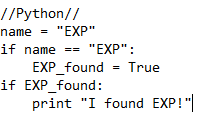 //Python//
name = "EXP"
if name == "EXP":
    EXP_found = True
if EXP_found:
    print "I found EXP!"